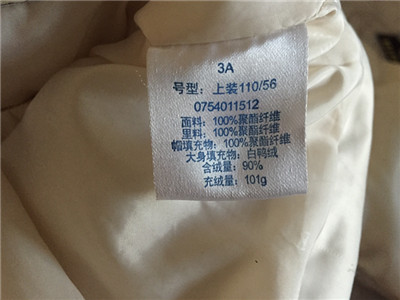 3A
号型：上装110/56
0754011512
面料：100%聚酯纤维
里料：100%聚酯纤维
帽填充物：100%聚酯纤维
大身填充物：白鸭绒
含绒量：90%
充绒量：101g